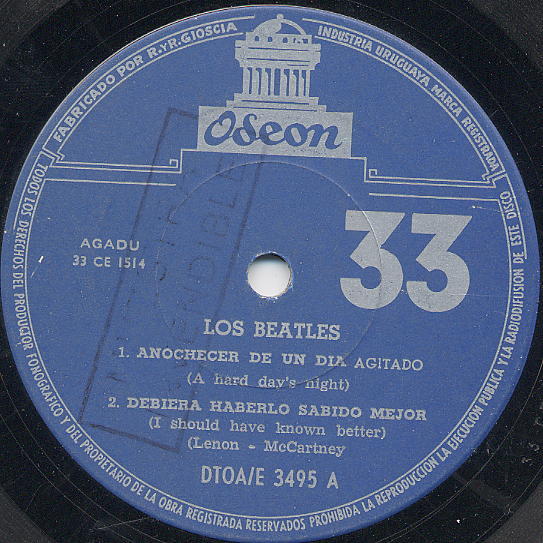 FABRICADO POR R.YR.GIOSCIA
INDUSTRIA URUGUAYA MARCA REGISTRADA
Odeon
33
AGADU
33 CE 1514
LOS BEATLES
1. ANOCHECER DE UN DIA AGITADO
(A hard day's night)
2. DEBIERA HABERLO SABIDO MEJOR
(I should have known better)
(Lenon - McCartney
DTOA/E 3495 A
TODOS LOS DERECHOS DEL PRODUCTOR FONOGRAFICO Y DEL PROPIETARIO DE LA OBRA REGISTRADA RESERVADOS PROHIBIDA LA REPRODUCCION LA EJECUCION PUBLICA Y LA RADIODIFUSION DE ESTE DISCO